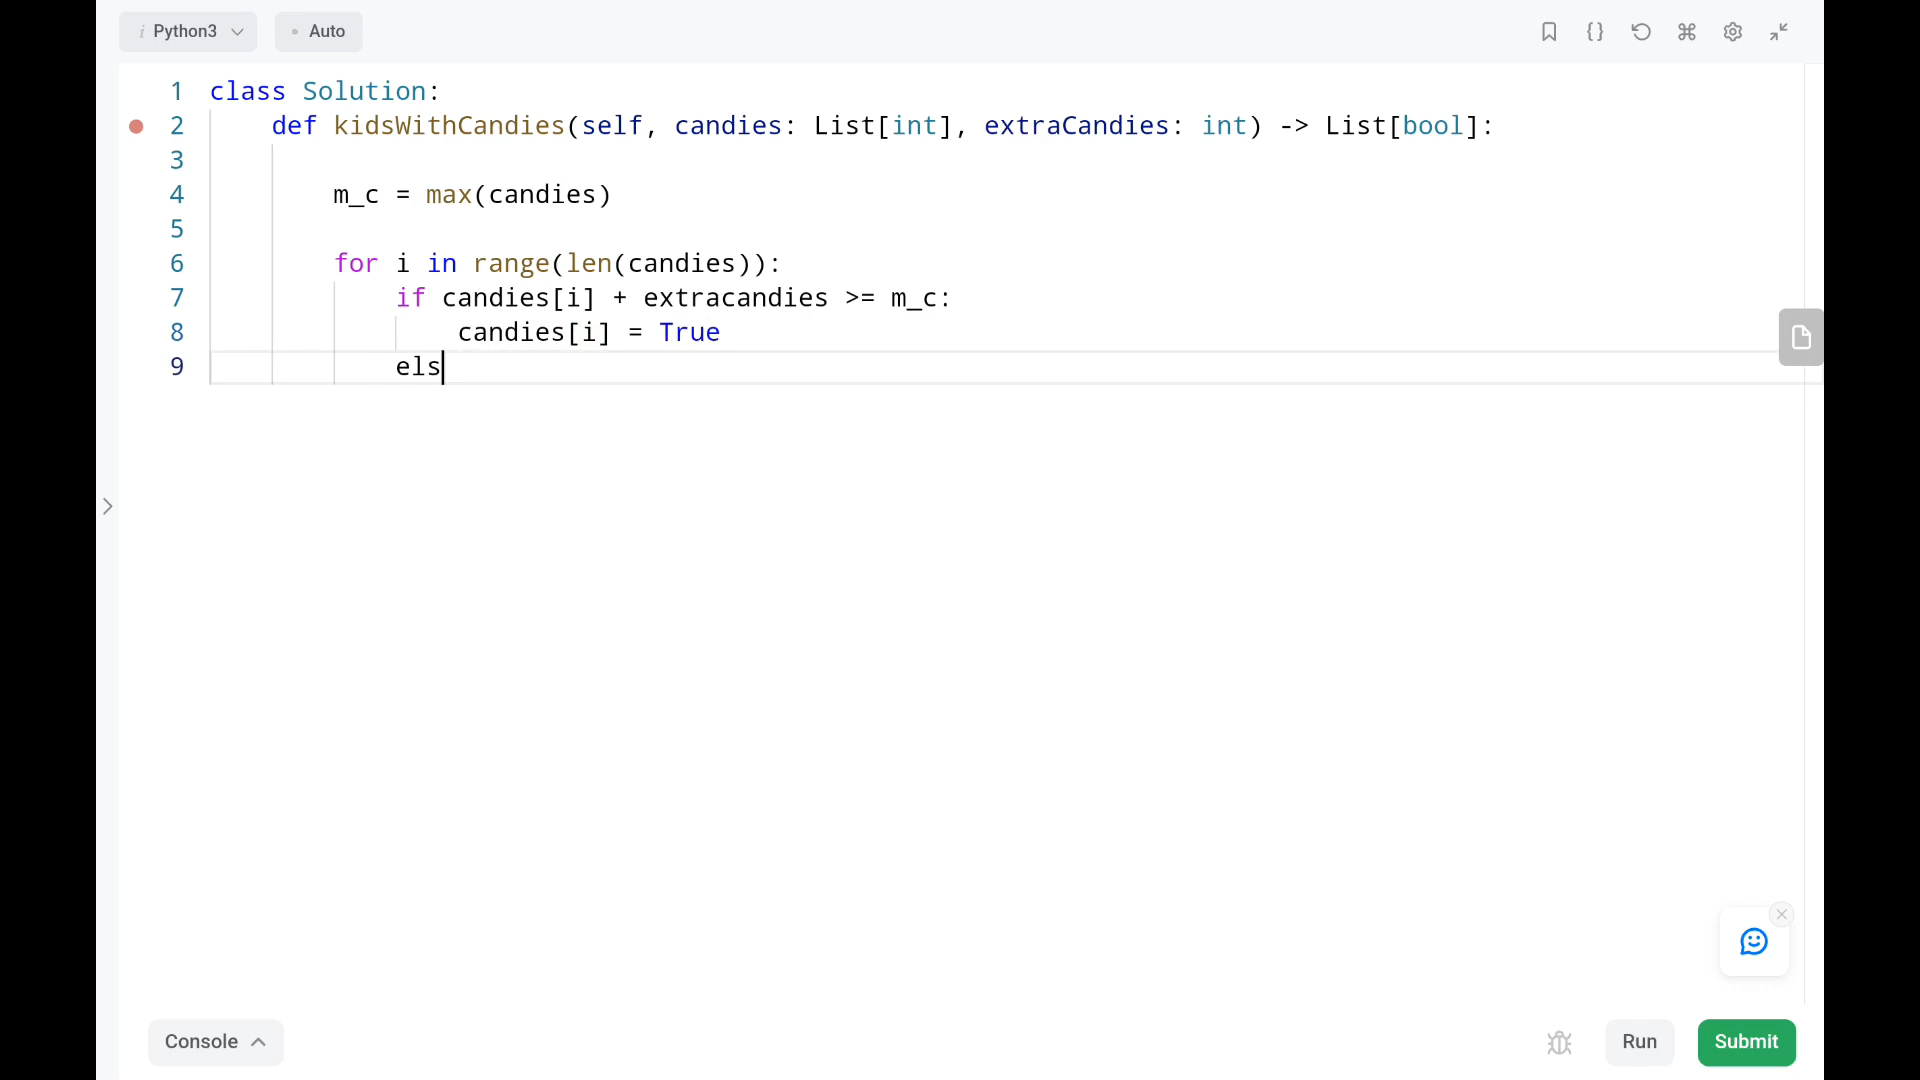 i Python3
Auto
{}
1 class Solution:
2 def kidsWithCandies(self, candies: List[int], extraCandies: int) -> List[bool]:
3
4 m_c = max(candies)
5
6 for i in range(len(candies)):
7 if candies[i] + extracandies >= m_c:
8 candies[i] = True
9 els
Console
Run
Submit